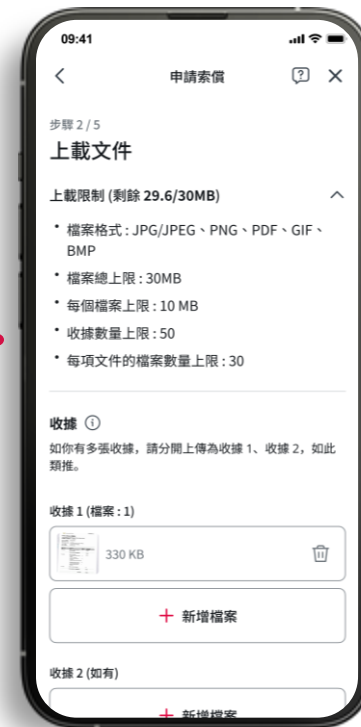 09:41
申請索償
步驟 2 / 5
上載文件
上載限制 (剩餘 29.6/30MB)
• 檔案格式 : JPG/JPEG、PNG、PDF、GIF、
BMP
• 檔案總上限 : 30MB
• 每個檔案上限 : 10 MB
• 收據數量上限 : 50
• 每項文件的檔案數量上限 : 30
收據
如你有多張收據，請分開上傳為收據 1、收據 2，如此
類推。
收據 1 (檔案 : 1)
330 KB
新增檔案
收據 2 (如有)
新增檔案